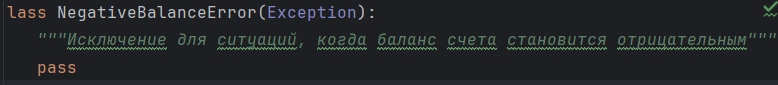 lass NegativeBalanceError(Exception):
"""Исключение для ситуаций, когда баланс счета становится отрицательным"""
pass